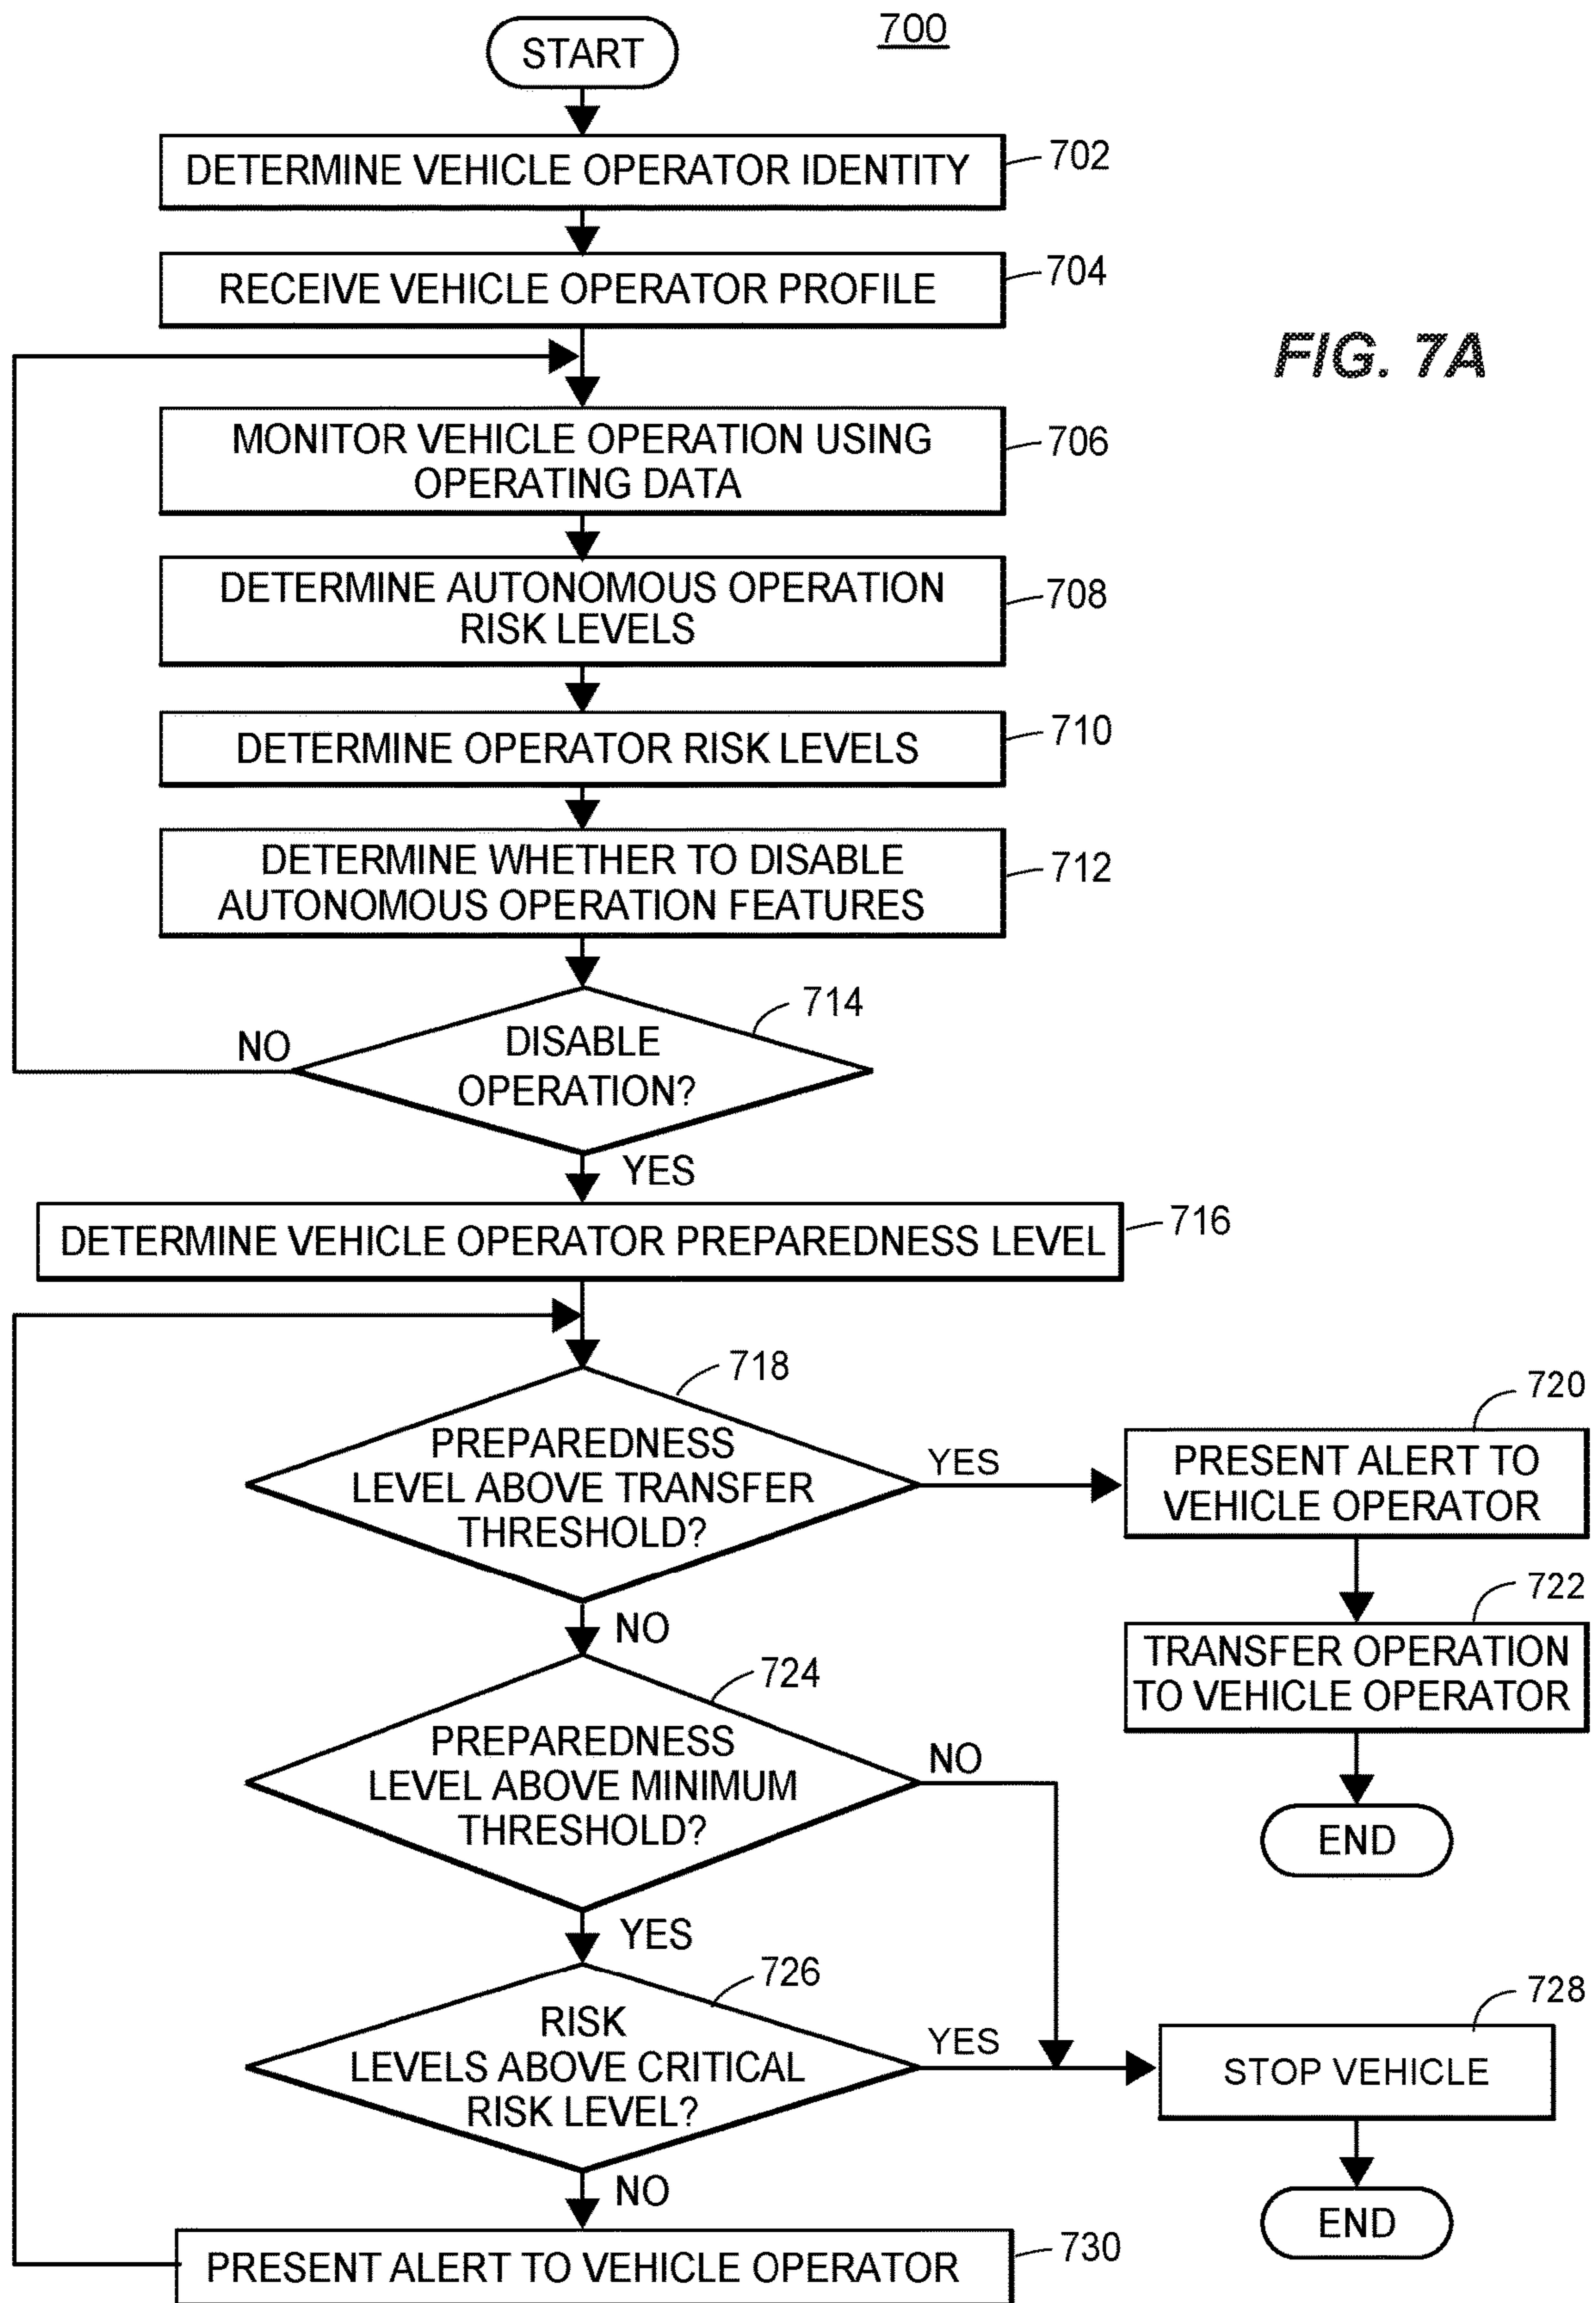 700
START
DETERMINE VEHICLE OPERATOR IDENTITY
702
RECEIVE VEHICLE OPERATOR PROFILE
704
FIG. 7A
MONITOR VEHICLE OPERATION USING
OPERATING DATA
706
DETERMINE AUTONOMOUS OPERATION
RISK LEVELS
708
DETERMINE OPERATOR RISK LEVELS
710
DETERMINE WHETHER TO DISABLE
AUTONOMOUS OPERATION FEATURES
712
714
DISABLE
OPERATION?
NO
YES
DETERMINE VEHICLE OPERATOR PREPAREDNESS LEVEL
716
718
PREPAREDNESS
LEVEL ABOVE TRANSFER
THRESHOLD?
YES
720
PRESENT ALERT TO
VEHICLE OPERATOR
722
TRANSFER OPERATION
TO VEHICLE OPERATOR
END
NO
724
PREPAREDNESS
LEVEL ABOVE MINIMUM
THRESHOLD?
NO
YES
726
RISK
LEVELS ABOVE CRITICAL
RISK LEVEL?
YES
728
STOP VEHICLE
END
NO
PRESENT ALERT TO VEHICLE OPERATOR
730